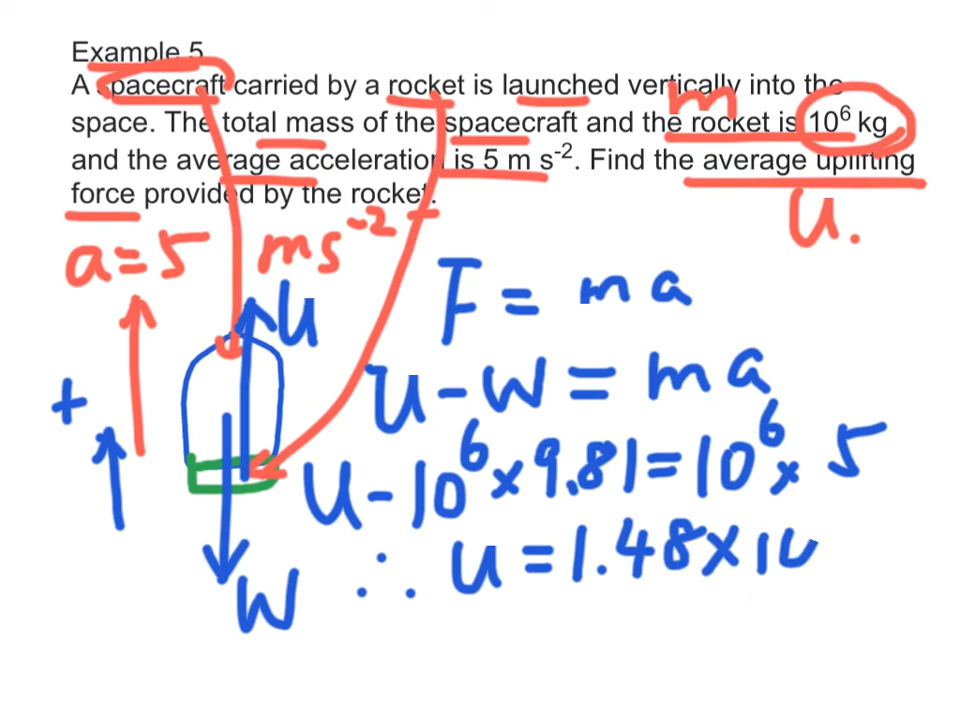 Example 5
A spacecraft carried by a rocket is launched vertically into the
m
space. The total mass of the spacecraft and the rocket is 10⁶ kg
and the average acceleration is 5 m s⁻². Find the average uplifting
force provided by the rocket.
u.
a=5 ms⁻²
u
F = ma
+
u-W = ma
u-10⁶×9.81=10⁶×5
∴ u=1.48×10
W